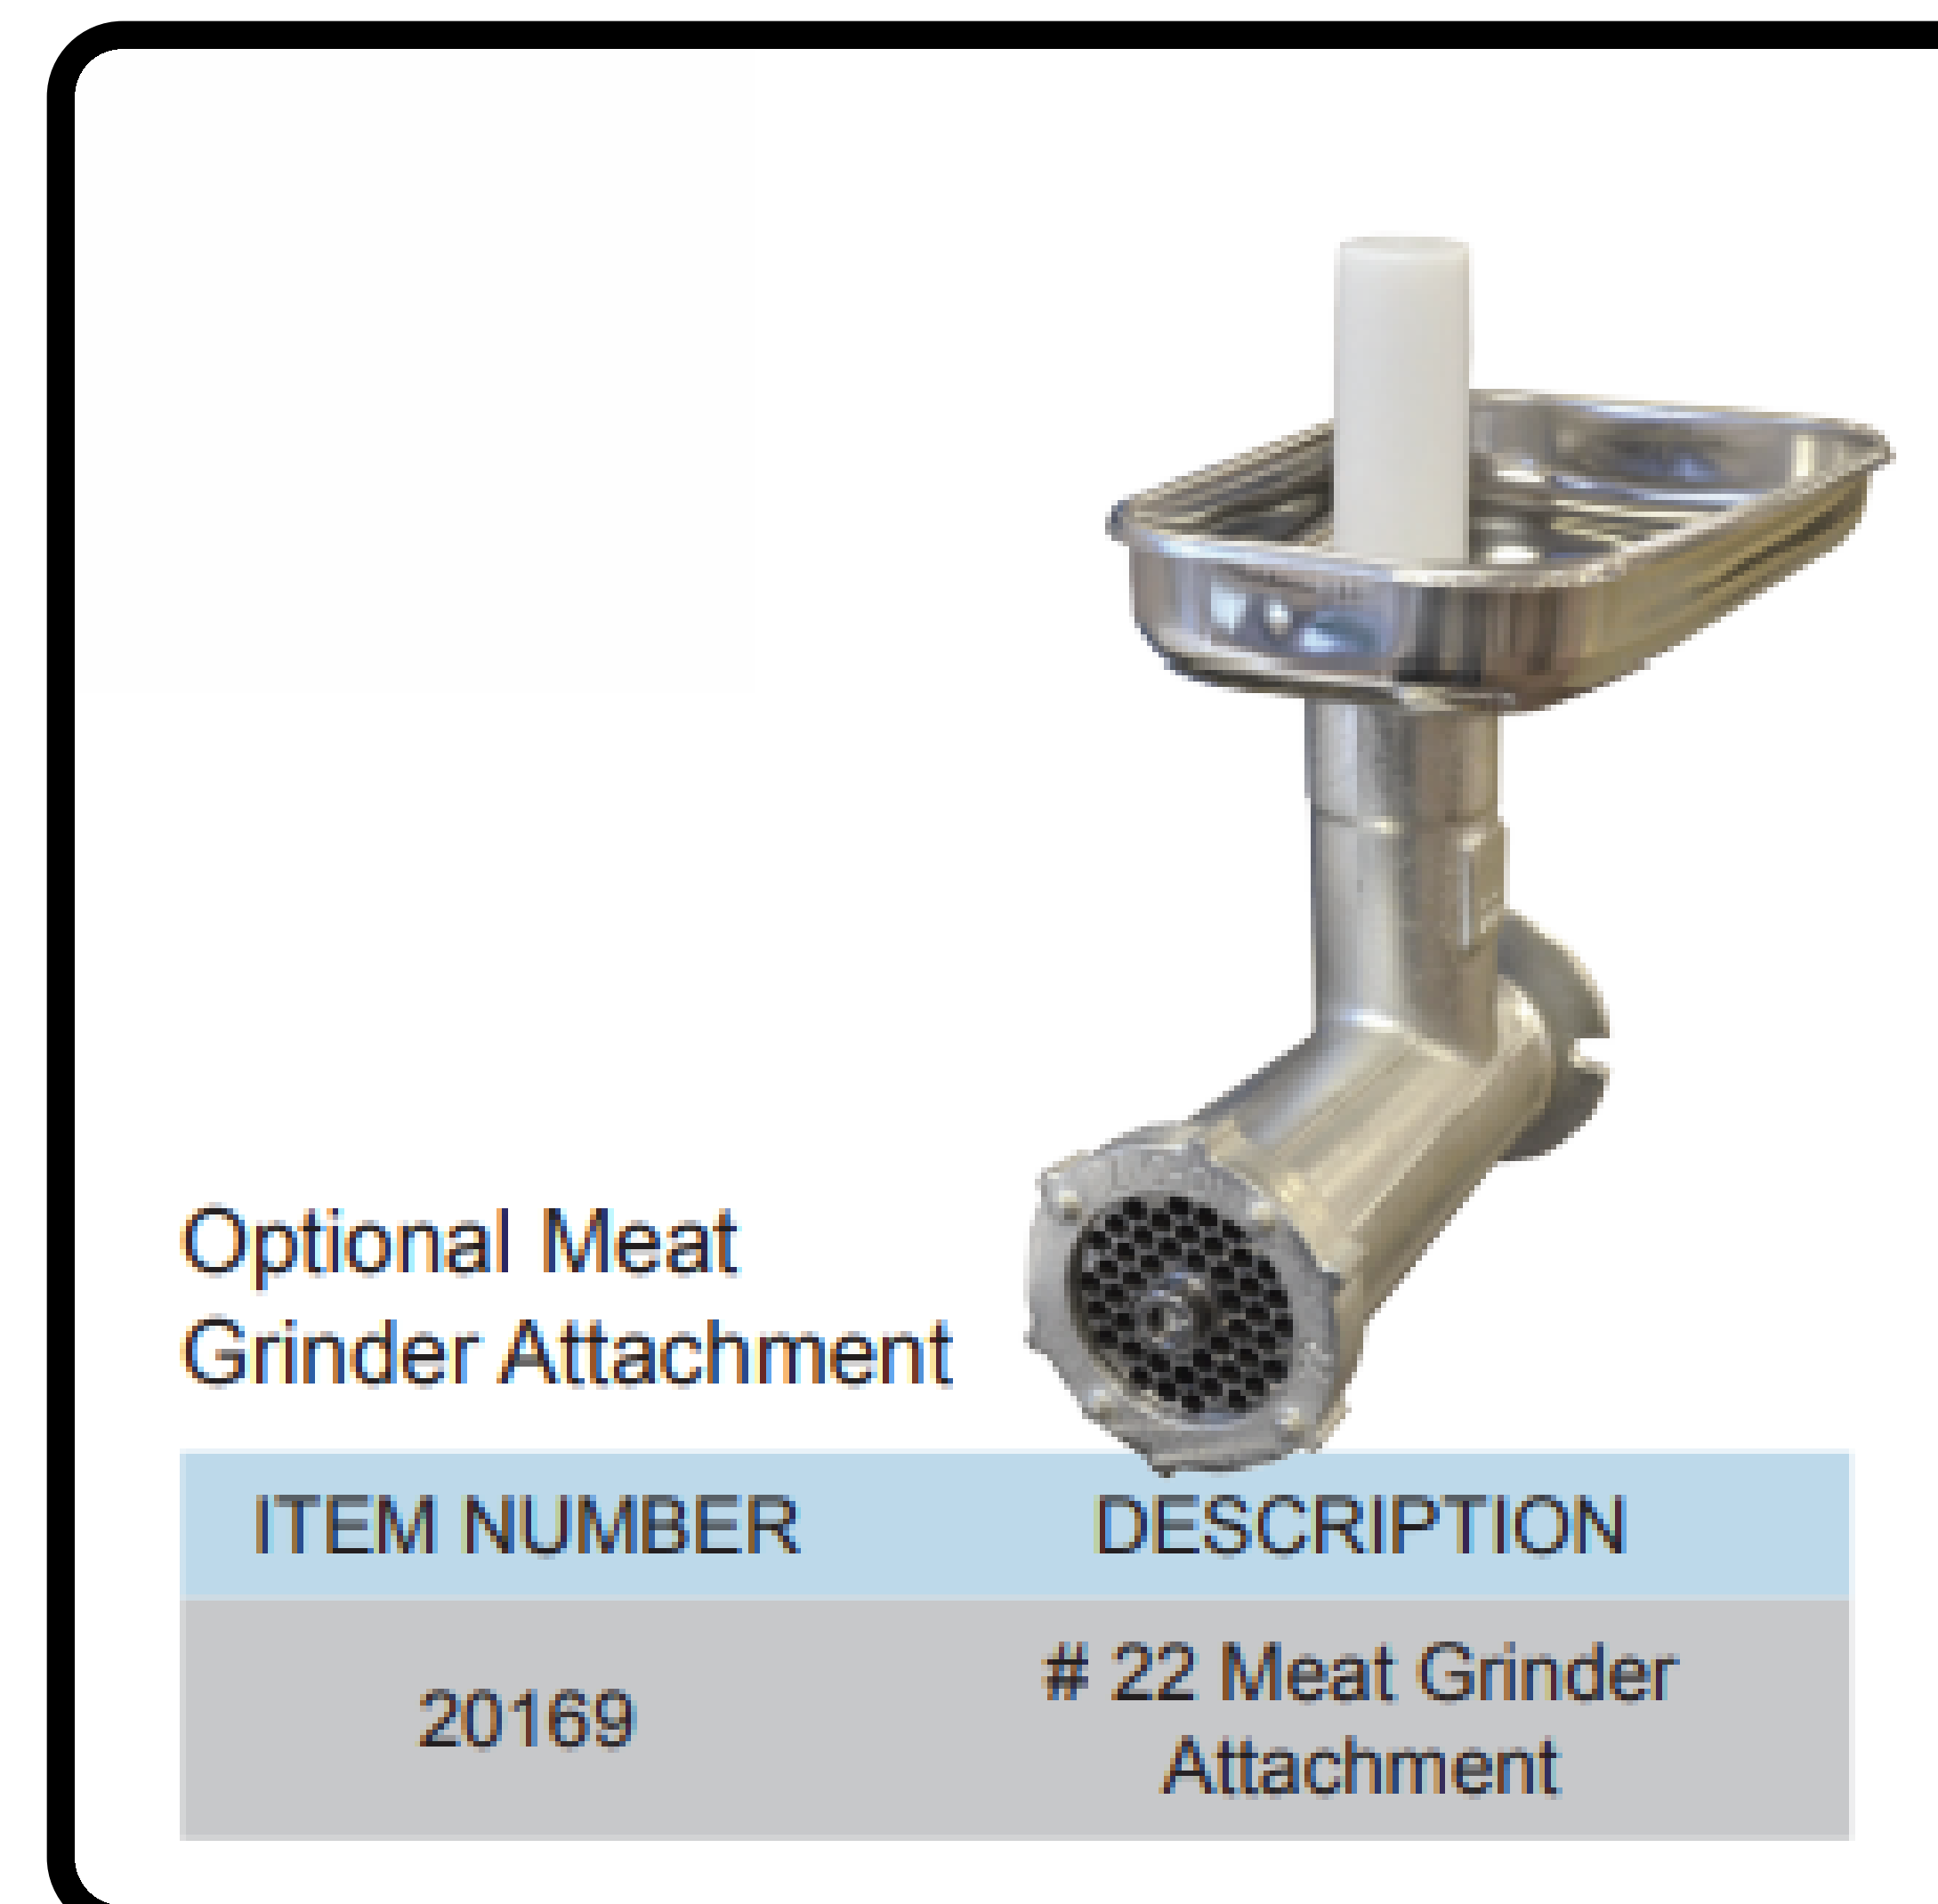 Optional Meat
Grinder Attachment
ITEM NUMBER
DESCRIPTION
20169
# 22 Meat Grinder
Attachment